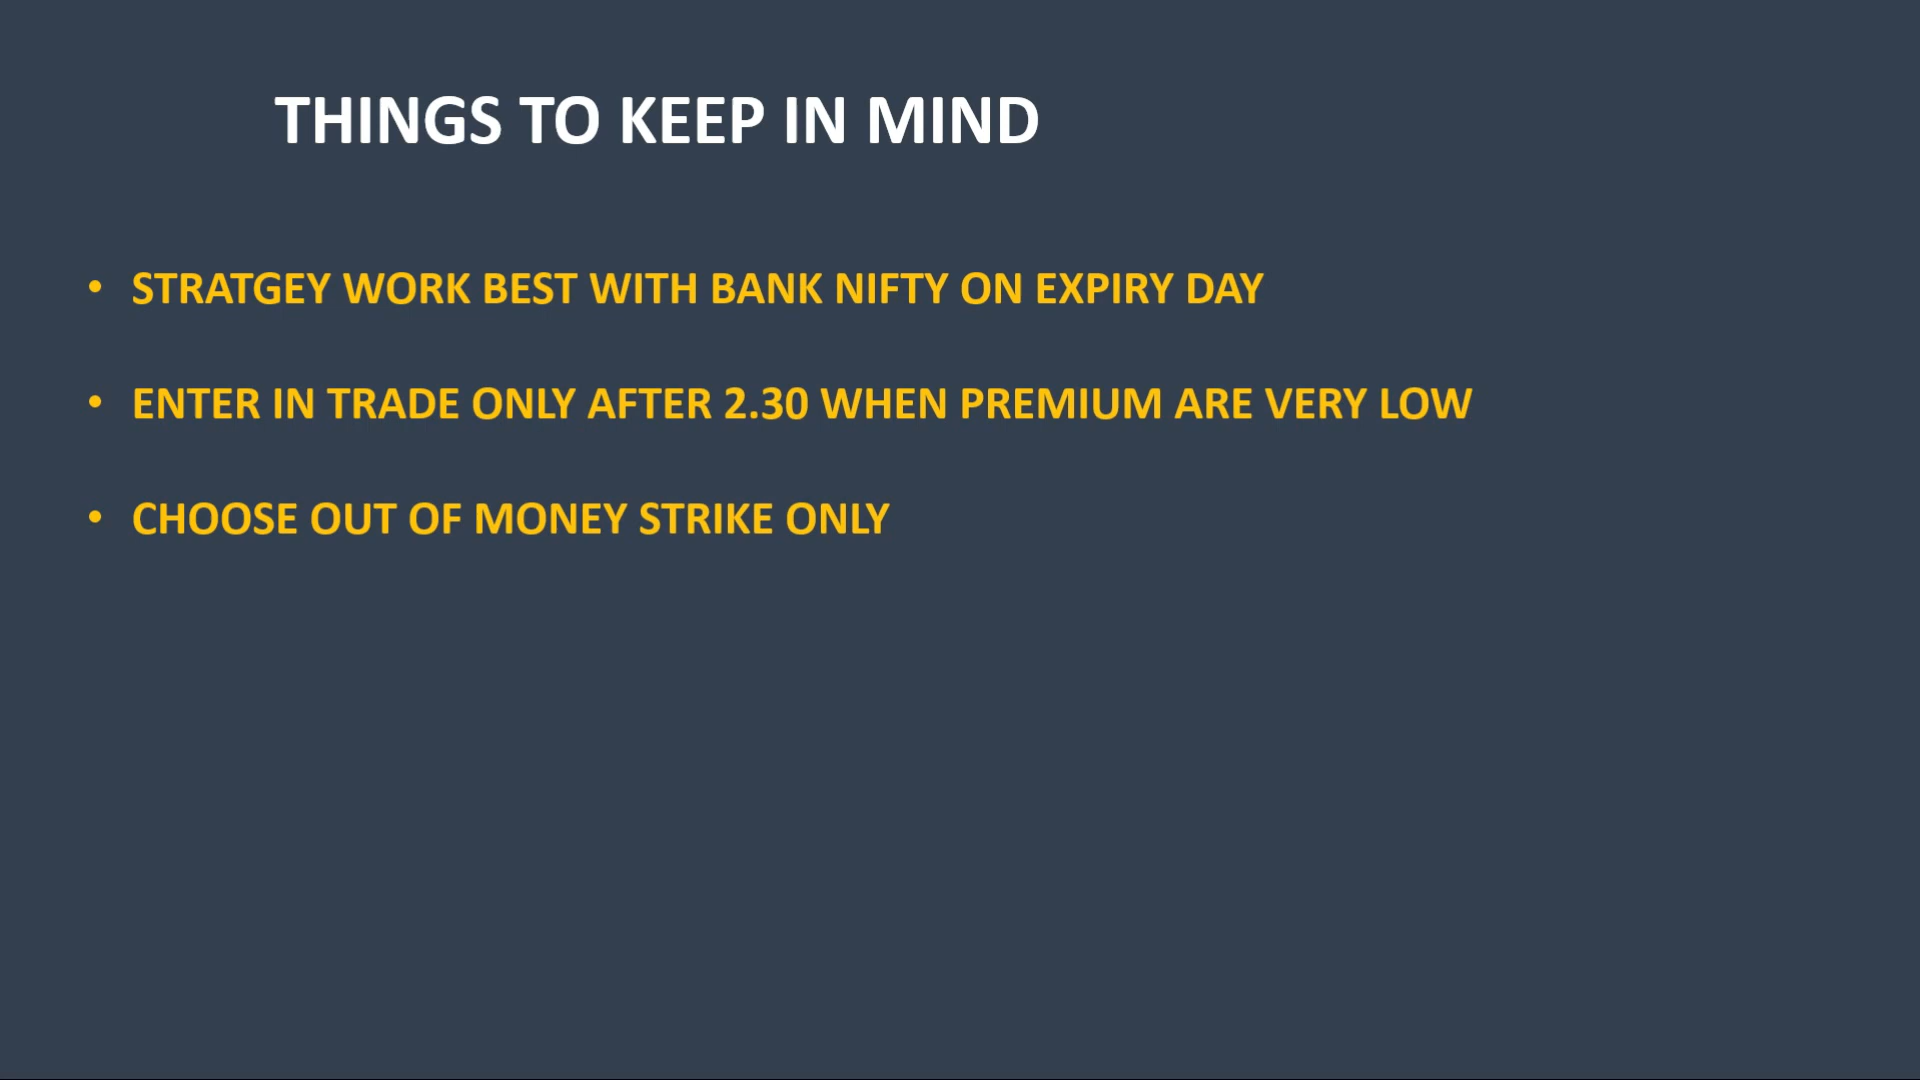 THINGS TO KEEP IN MIND
• STRATGEY WORK BEST WITH BANK NIFTY ON EXPIRY DAY
• ENTER IN TRADE ONLY AFTER 2.30 WHEN PREMIUM ARE VERY LOW
• CHOOSE OUT OF MONEY STRIKE ONLY